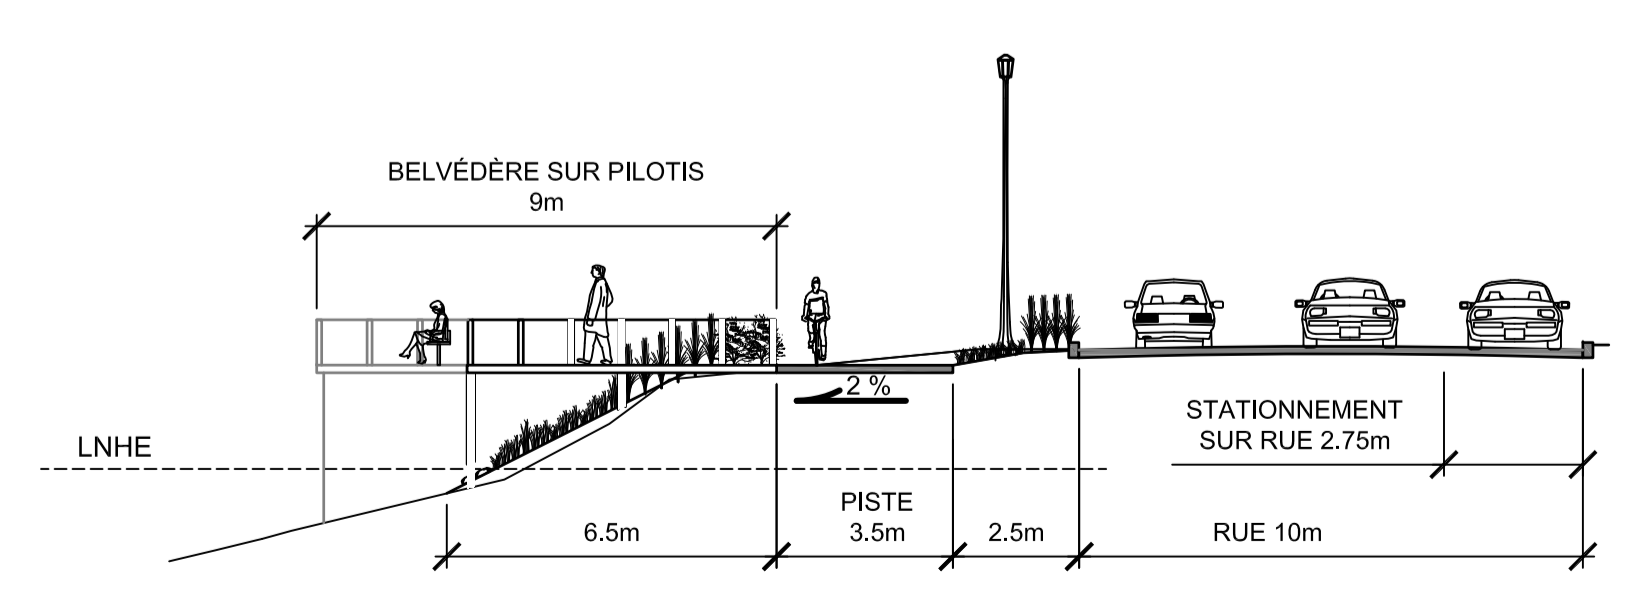 BELVÉDÈRE SUR PILOTIS
9m
2 %
STATIONNEMENT
SUR RUE 2.75m
LNHE
PISTE
6.5m
3.5m
2.5m
RUE 10m